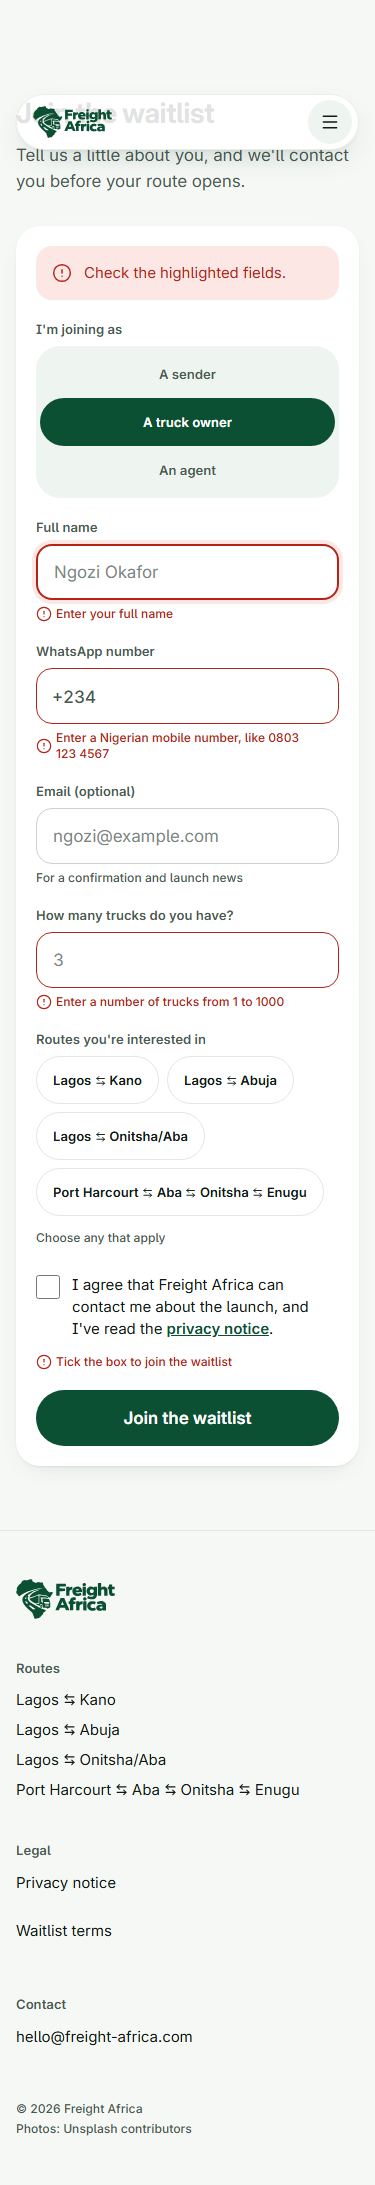 Join the waitlist
Freight
Africa
Tell us a little about you, and we'll contact
you before your route opens.
Check the highlighted fields.
I'm joining as
A sender
A truck owner
An agent
Full name
Ngozi Okafor
Enter your full name
WhatsApp number
+234
Enter a Nigerian mobile number, like 0803
123 4567
Email (optional)
ngozi@example.com
For a confirmation and launch news
How many trucks do you have?
3
Enter a number of trucks from 1 to 1000
Routes you're interested in
Lagos ⇆ Kano
Lagos ⇆ Abuja
Lagos ⇆ Onitsha/Aba
Port Harcourt ⇆ Aba ⇆ Onitsha ⇆ Enugu
Choose any that apply
I agree that Freight Africa can
contact me about the launch, and
I've read the privacy notice.
Tick the box to join the waitlist
Join the waitlist
Freight
Africa
Routes
Lagos ⇆ Kano
Lagos ⇆ Abuja
Lagos ⇆ Onitsha/Aba
Port Harcourt ⇆ Aba ⇆ Onitsha ⇆ Enugu
Legal
Privacy notice
Waitlist terms
Contact
hello@freight-africa.com
© 2026 Freight Africa
Photos: Unsplash contributors